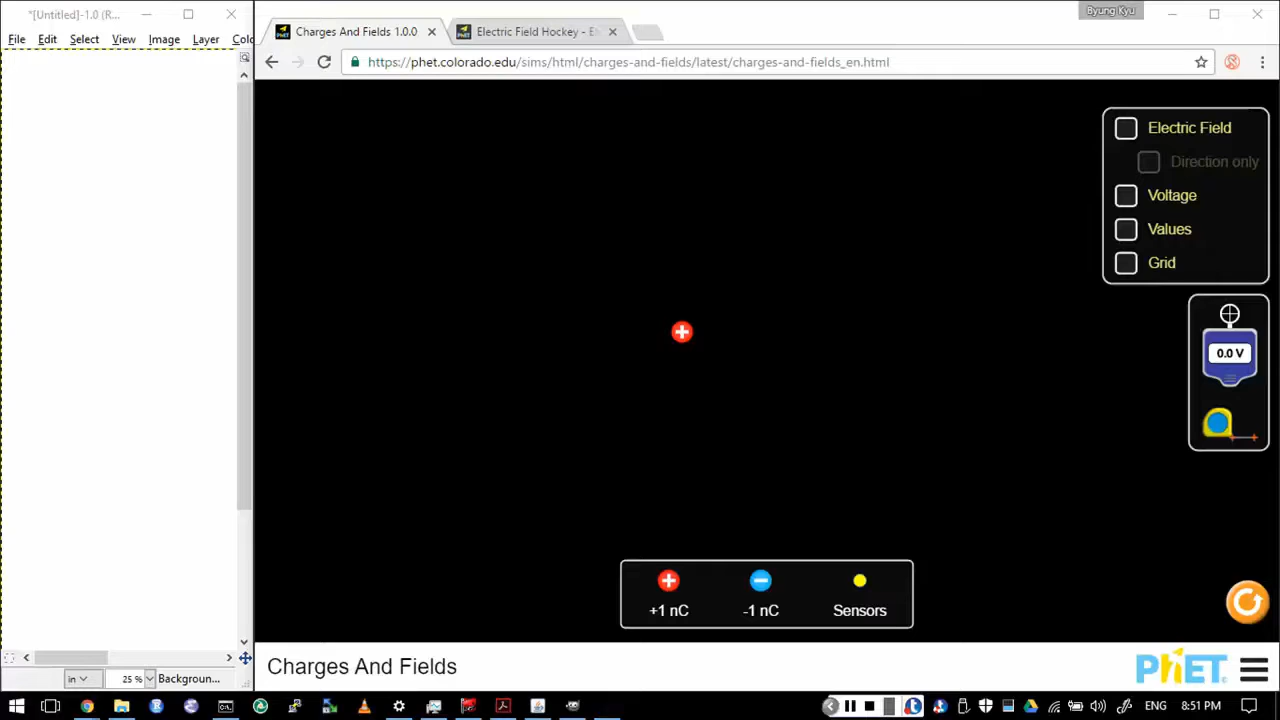 *[Untitled]-1.0 (R...
File Edit Select View Image Layer Colo
in 25 % Backgroun...
Byung Kyu
Charges And Fields 1.0.0
Electric Field Hockey - E
https://phet.colorado.edu/sims/html/charges-and-fields/latest/charges-and-fields_en.html
Electric Field
Direction only
Voltage
Values
Grid
0.0 V
+1 nC
-1 nC
Sensors
Charges And Fields
PhET
ENG 8:51 PM